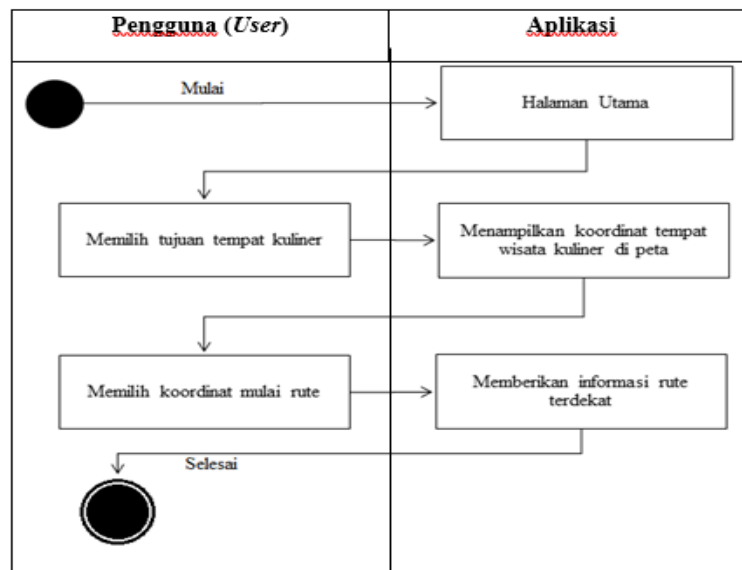 Pengguna (User)
Aplikasi
Mulai
Halaman Utama
Memilih tujuan tempat kuliner
Menampilkan koordinat tempat
wisata kuliner di peta
Memilih koordinat mulai rute
Memberikan informasi rute
terdekat
Selesai